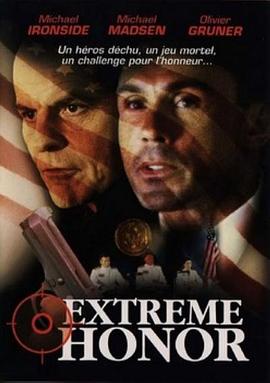 Michael Michael Olivier
IRONSIDE MADSEN GRUNER
Un héros déchu, un jeu mortel,
un challenge pour l'honneur...
EXTREME
HONOR